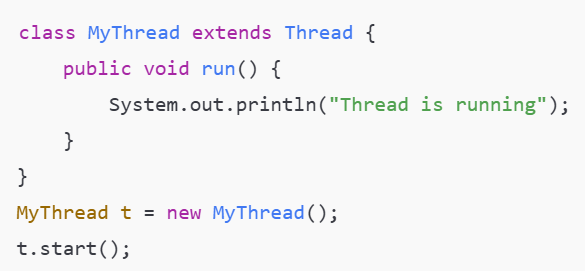 class MyThread extends Thread {
    public void run() {
        System.out.println("Thread is running");
    }
}
MyThread t = new MyThread();
t.start();